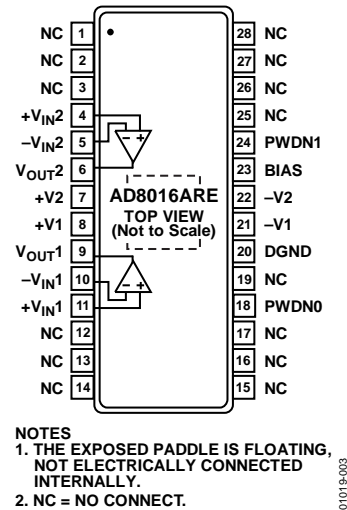 NC 1 28 NC
NC 2 27 NC
NC 3 26 NC
+VIN2 4 25 NC
–VIN2 5 24 PWDN1
VOUT2 6 23 BIAS
+V2 7 22 –V2
+V1 8 21 –V1
VOUT1 9 20 DGND
–VIN1 10 19 NC
+VIN1 11 18 PWDN0
NC 12 17 NC
NC 13 16 NC
NC 14 15 NC
– +
AD8016ARE
TOP VIEW
(Not to Scale)
– +
NOTES
1. THE EXPOSED PADDLE IS FLOATING,
NOT ELECTRICALLY CONNECTED
INTERNALLY.
2. NC = NO CONNECT.
01019-003